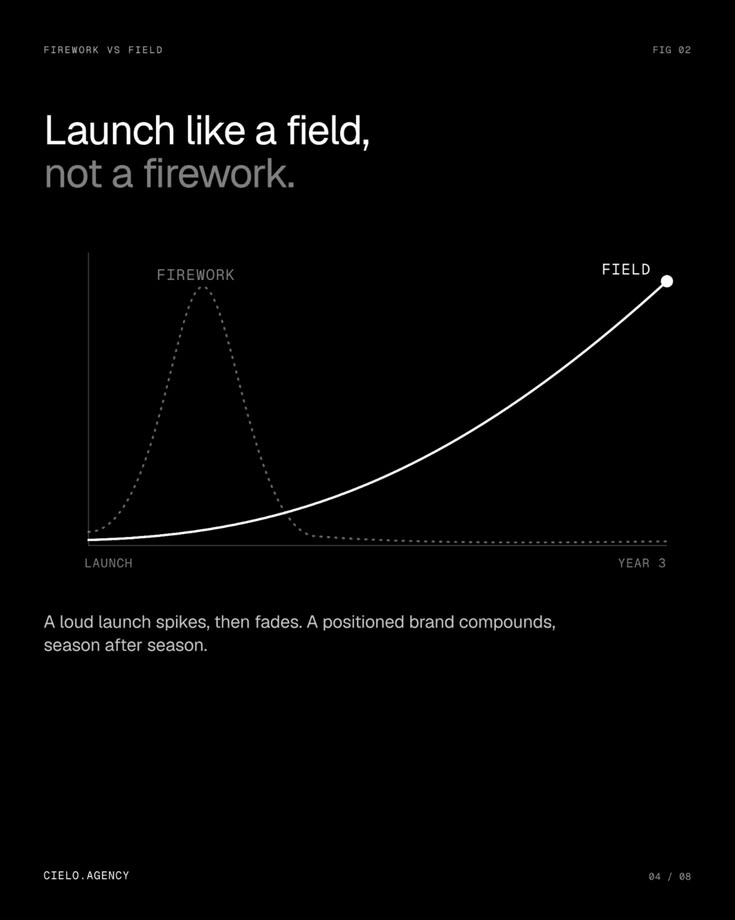 FIREWORK VS FIELD
FIG 02
Launch like a field,
not a firework.
FIREWORK
FIELD
LAUNCH
YEAR 3
A loud launch spikes, then fades. A positioned brand compounds,
season after season.
CIELO.AGENCY
04 / 08